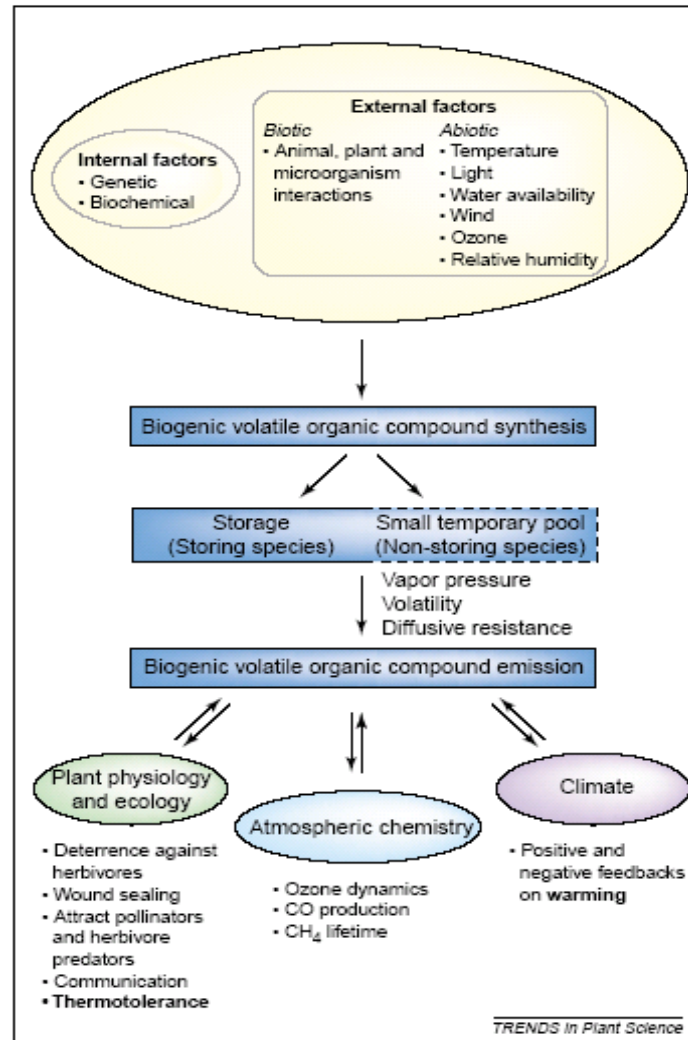 Internal factors
• Genetic
• Biochemical
External factors
Biotic
• Animal, plant and
microorganism
interactions
Abiotic
• Temperature
• Light
• Water availability
• Wind
• Ozone
• Relative humidity
Biogenic volatile organic compound synthesis
Storage
(Storing species)
Small temporary pool
(Non-storing species)
Vapor pressure
Volatility
Diffusive resistance
Biogenic volatile organic compound emission
Plant physiology
and ecology
• Deterrence against
herbivores
• Wound sealing
• Attract pollinators
and herbivore
predators
• Communication
• Thermotolerance
Atmospheric chemistry
• Ozone dynamics
• CO production
• CH₄ lifetime
Climate
• Positive and
negative feedbacks
on warming
TRENDS in Plant Science